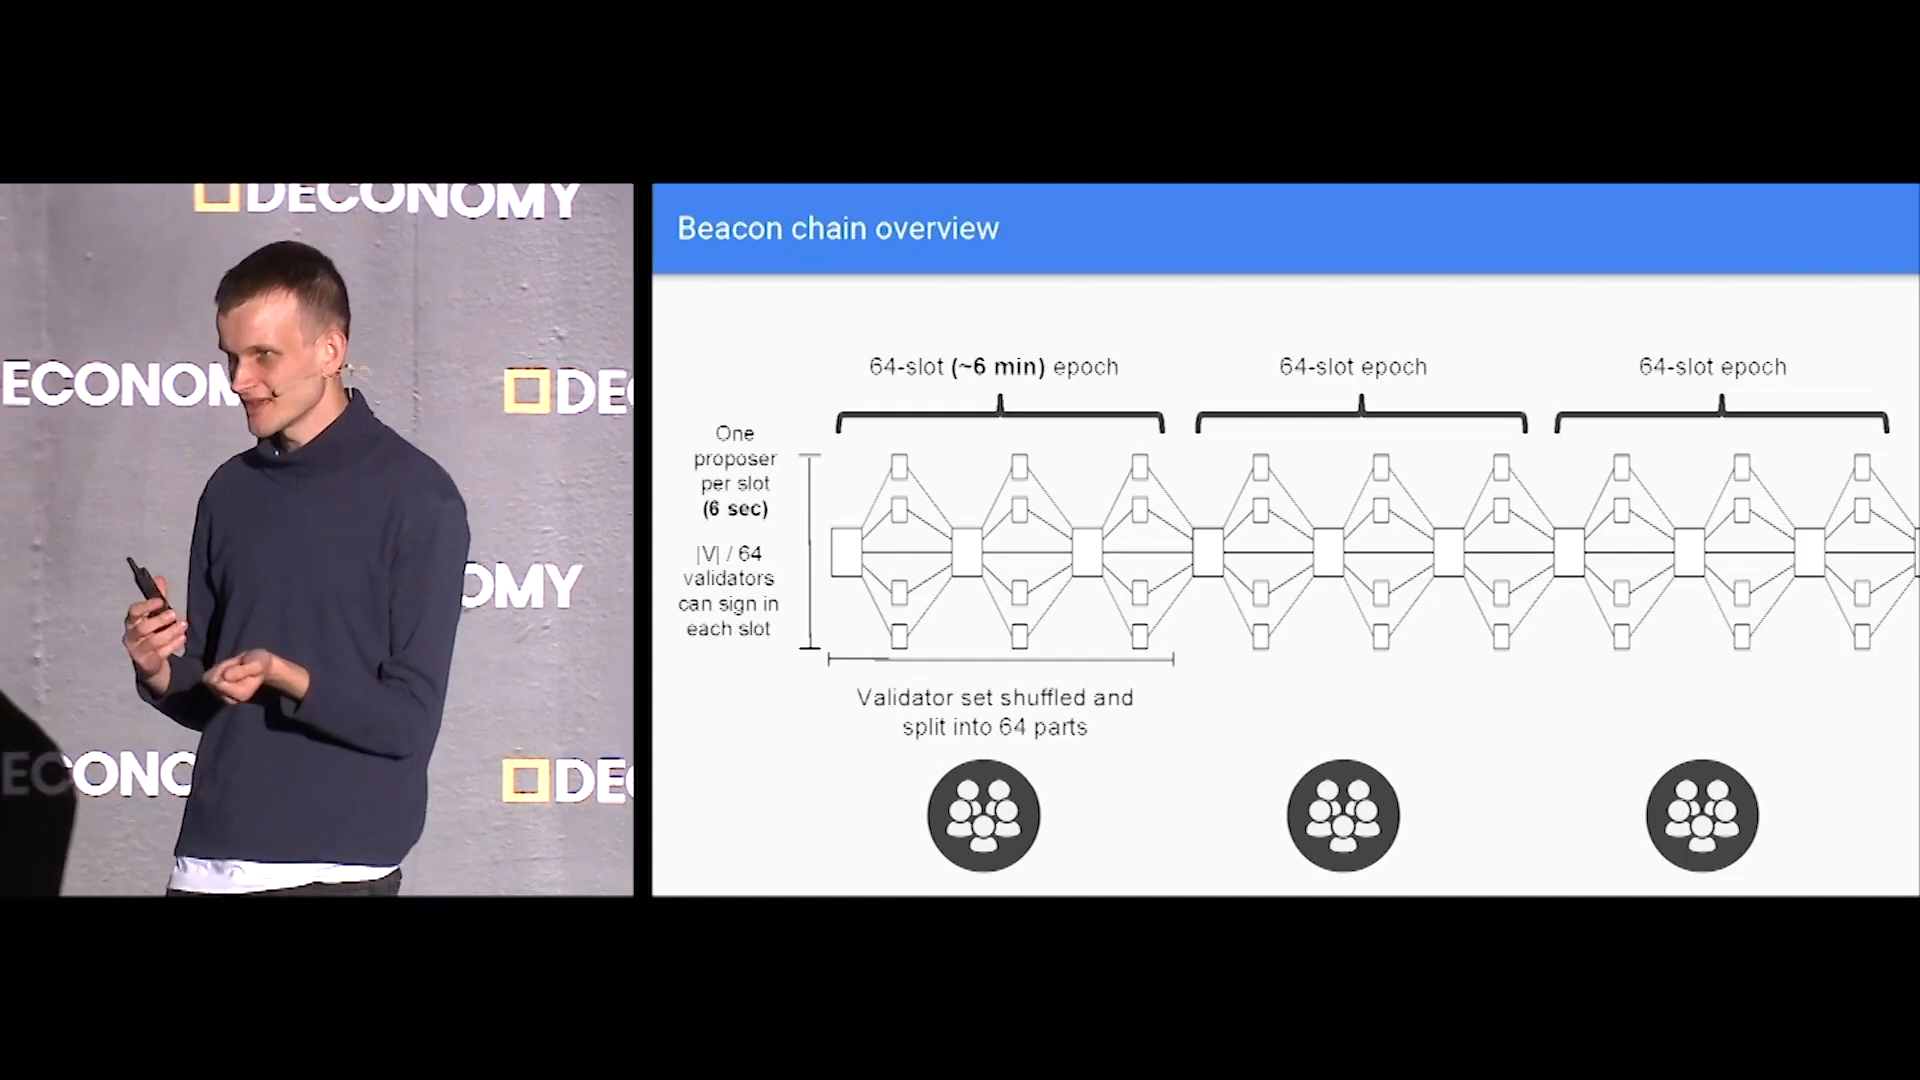 DECONOMY
ECONOM
DE
OMY
ECONO
DE
Beacon chain overview
64-slot (~6 min) epoch
64-slot epoch
64-slot epoch
One
proposer
per slot
(6 sec)
|V| / 64
validators
can sign in
each slot
Validator set shuffled and
split into 64 parts